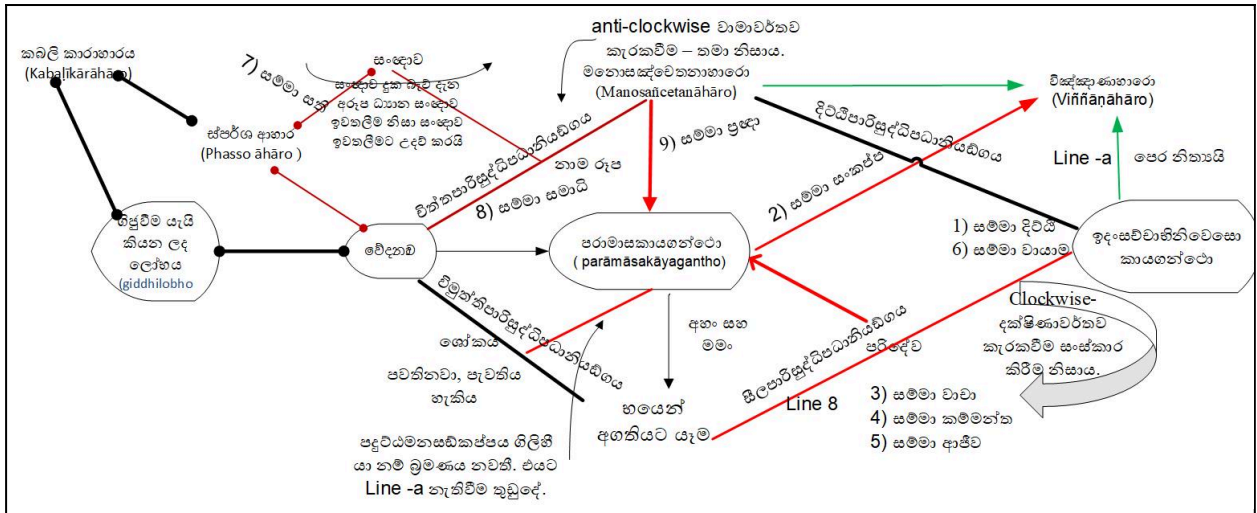 anti-clockwise වාමාවර්තව
කැරකවීම – තමා නිසාය.
මනොසඤ්චෙතනාහාරො
(Manosañcetanāhāro)
කබලි කාරාහාරය
(Kabaḷīkārāhāro)
7) සම්මා සති
සංඥාව
සංඥාව දුක බැව් දැන
අරූප ධ්‍යාන සංඥාව
ඉවතලීම නිසා සංඥාව
ඉවතලීමට උදව් කරයි
ස්පර්ශ ආහාර
(Phasso āhāro )
විඤ්ඤාණාහාරො
(Viññāṇāhāro)
දිට්ඨිපාරිසුද්ධිපධානියඞ්ගය
9) සම්මා ප්‍රඥා
Line -a
පෙර නිත්‍යයි
චිත්තපාරිසුද්ධිපධානියඞ්ගය
නාම රූප
8) සම්මා සමාධි
2) සම්මා සංකප්ප
ගිජුවීම යැයි
කියන ලද
ලෝභය
(giddhilobho
වේදනාව
පරාමාසකායගන්ථො
( parāmāsakāyagantho)
1) සම්මා දිට්ඨි
6) සම්මා වායාම
ඉදංසච්චාභිනිවෙසො
කායගන්ථො
විමුත්තිපාරිසුද්ධිපධානියඞ්ගය
ශෝකය
පවතිනවා, පැවතිය
හැකිය
අහං සහ
මමං
සීලපාරිසුද්ධිපධානියඞ්ගය
පරිදේව
Clockwise-
දක්ෂිණාවර්තව
කැරකවීම සංස්කාර
කිරීම නිසාය.
Line 8
3) සම්මා වාචා
4) සම්මා කම්මන්ත
5) සම්මා ආජීව
භයෙන්
අගතියට යෑම
පදුට්ඨමනසඞ්කප්පය ගිලිහී
යා නම් භ්‍රමණය නවතී. එයට
Line -a නැතිවීම තුඩුදේ.